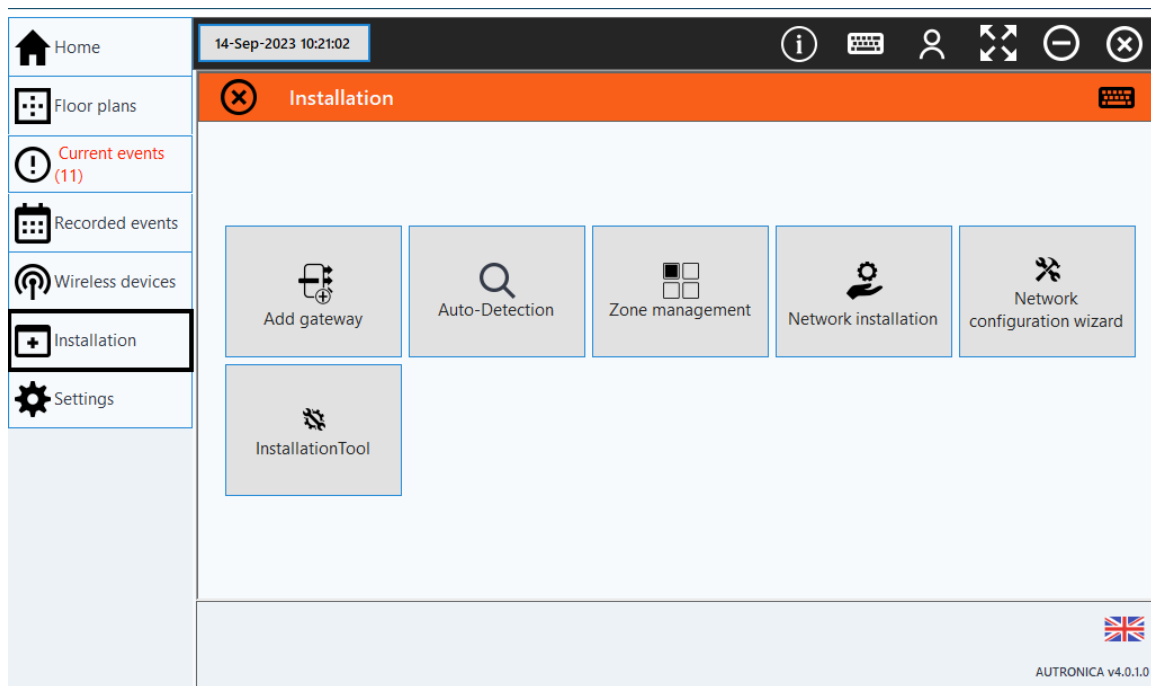 Home
Floor plans
Current events
(11)
Recorded events
Wireless devices
Installation
Settings
14-Sep-2023 10:21:02
Installation
Add gateway
Auto-Detection
Zone management
Network installation
Network
configuration wizard
InstallationTool
AUTRONICA v4.0.1.0